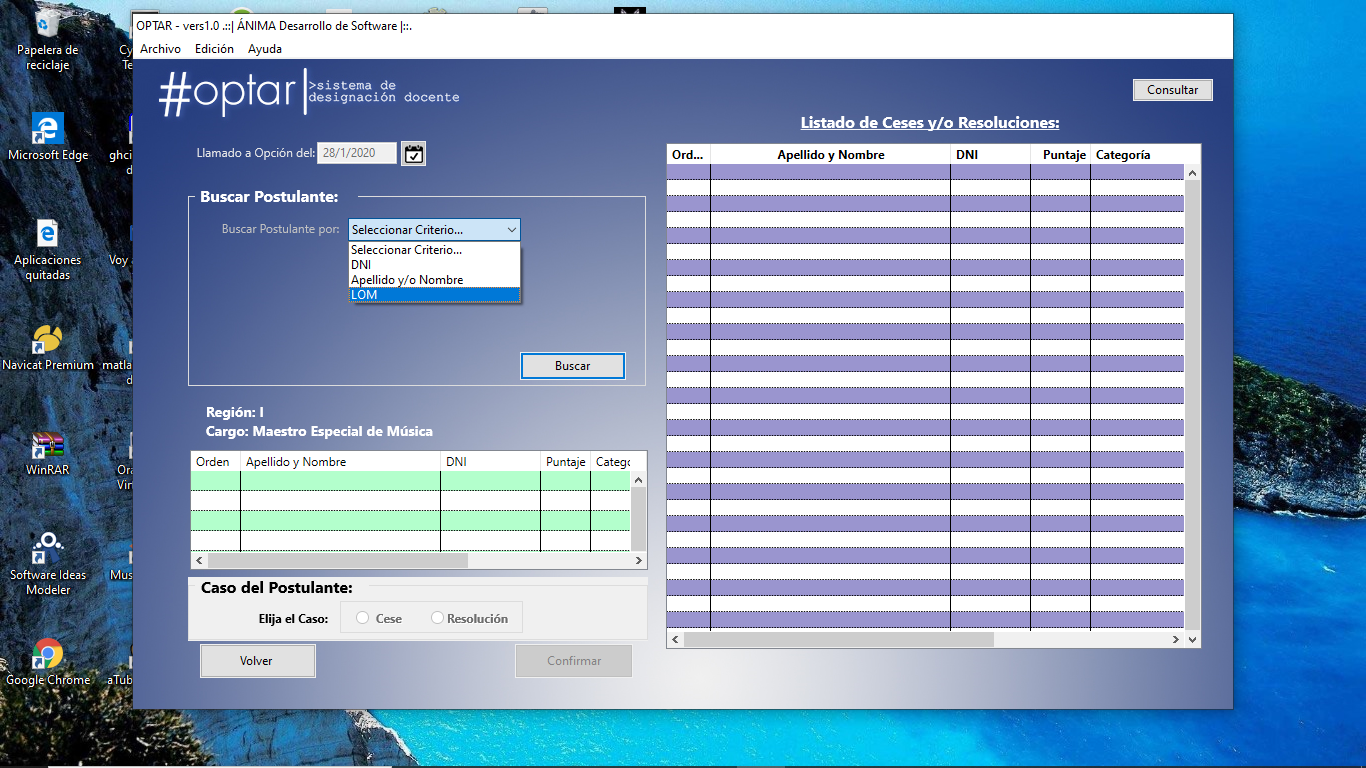 OPTAR - vers1.0 .::| ÁNIMA Desarrollo de Software |::.
Archivo Edición Ayuda
#optar >sistema de
designación docente
Consultar
Listado de Ceses y/o Resoluciones:
Llamado a Opción del: 28/1/2020
Ord... Apellido y Nombre DNI Puntaje Categoría
Buscar Postulante:
Buscar Postulante por: Seleccionar Criterio...
Seleccionar Criterio...
DNI
Apellido y/o Nombre
LOM
Buscar
Región: I
Cargo: Maestro Especial de Música
Orden Apellido y Nombre DNI Puntaje
Caso del Postulante:
Elija el Caso: Cese Resolución
Volver Confirmar
Papelera de
reciclaje
Microsoft Edge
Aplicaciones
quitadas
Navicat Premium
WinRAR
Software Ideas
Modeler
Google Chrome
Voy